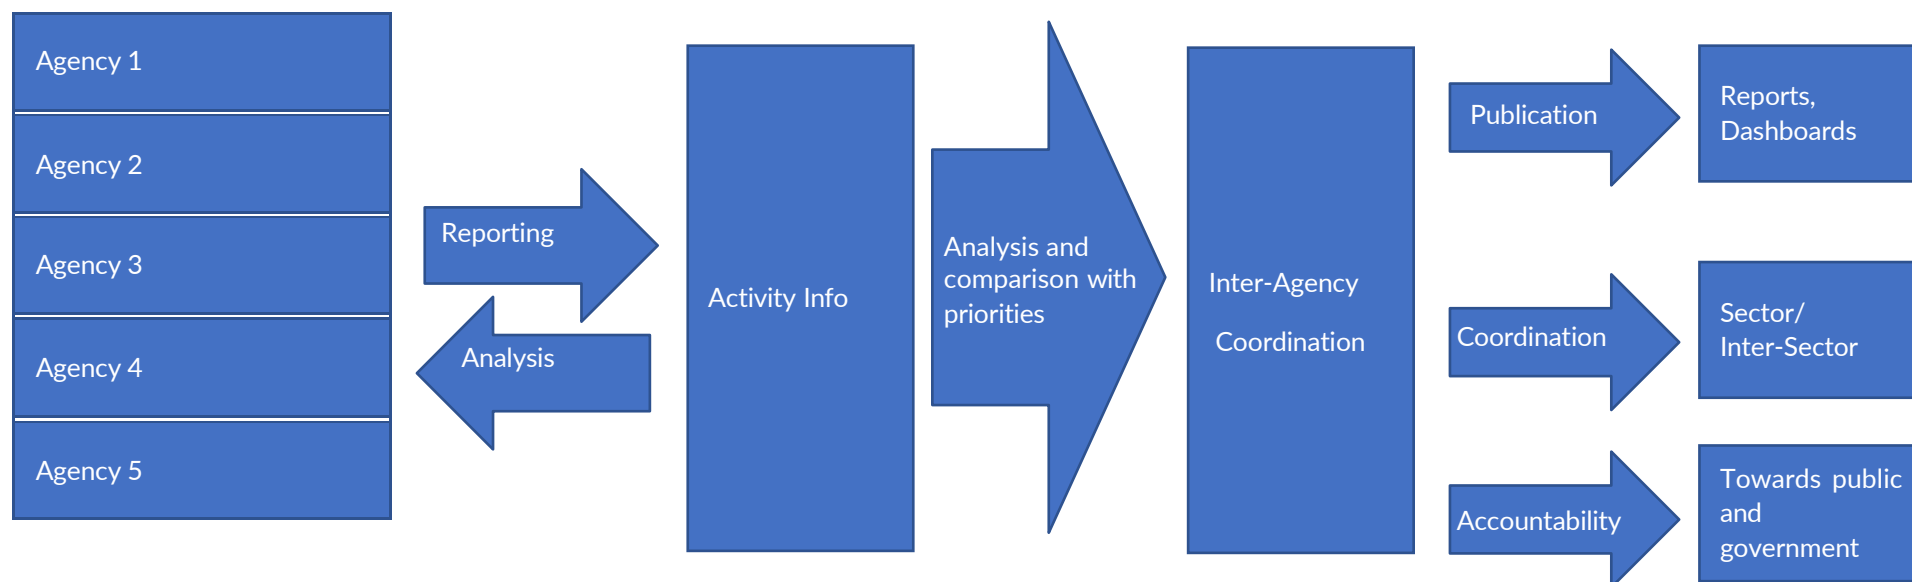 Agency 1
Agency 2
Agency 3
Agency 4
Agency 5
Reporting
Analysis
Activity Info
Analysis and
comparison with
priorities
Inter-Agency
Coordination
Publication
Coordination
Accountability
Reports,
Dashboards
Sector/
Inter-Sector
Towards public
and
government